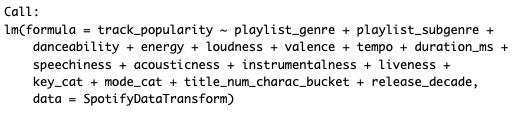 Call:
lm(formula = track_popularity ~ playlist_genre + playlist_subgenre +
    danceability + energy + loudness + valence + tempo + duration_ms +
    speechiness + acousticness + instrumentalness + liveness +
    key_cat + mode_cat + title_num_charac_bucket + release_decade,
    data = SpotifyDataTransform)